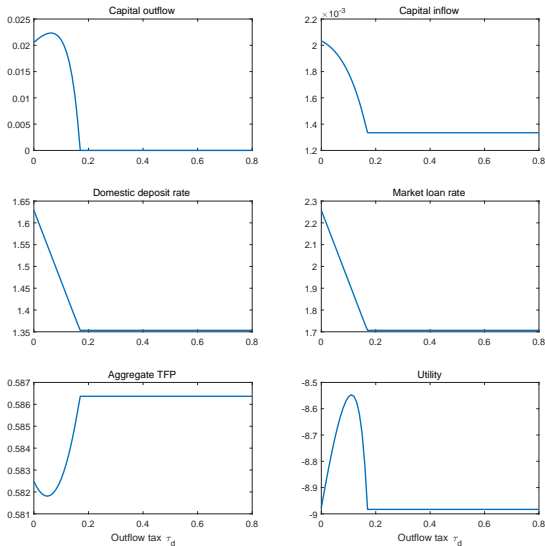 Capital outflow
0.025
0.02
0.015
0.01
0.005
0
0 0.2 0.4 0.6 0.8
Capital inflow
×10⁻³
2.2
2
1.8
1.6
1.4
1.2
0 0.2 0.4 0.6 0.8
Domestic deposit rate
1.65
1.6
1.55
1.5
1.45
1.4
1.35
0 0.2 0.4 0.6 0.8
Market loan rate
2.3
2.2
2.1
2
1.9
1.8
1.7
0 0.2 0.4 0.6 0.8
Aggregate TFP
0.587
0.586
0.585
0.584
0.583
0.582
0.581
0 0.2 0.4 0.6 0.8
Outflow tax τ_d
Utility
-8.5
-8.6
-8.7
-8.8
-8.9
-9
0 0.2 0.4 0.6 0.8
Outflow tax τ_d